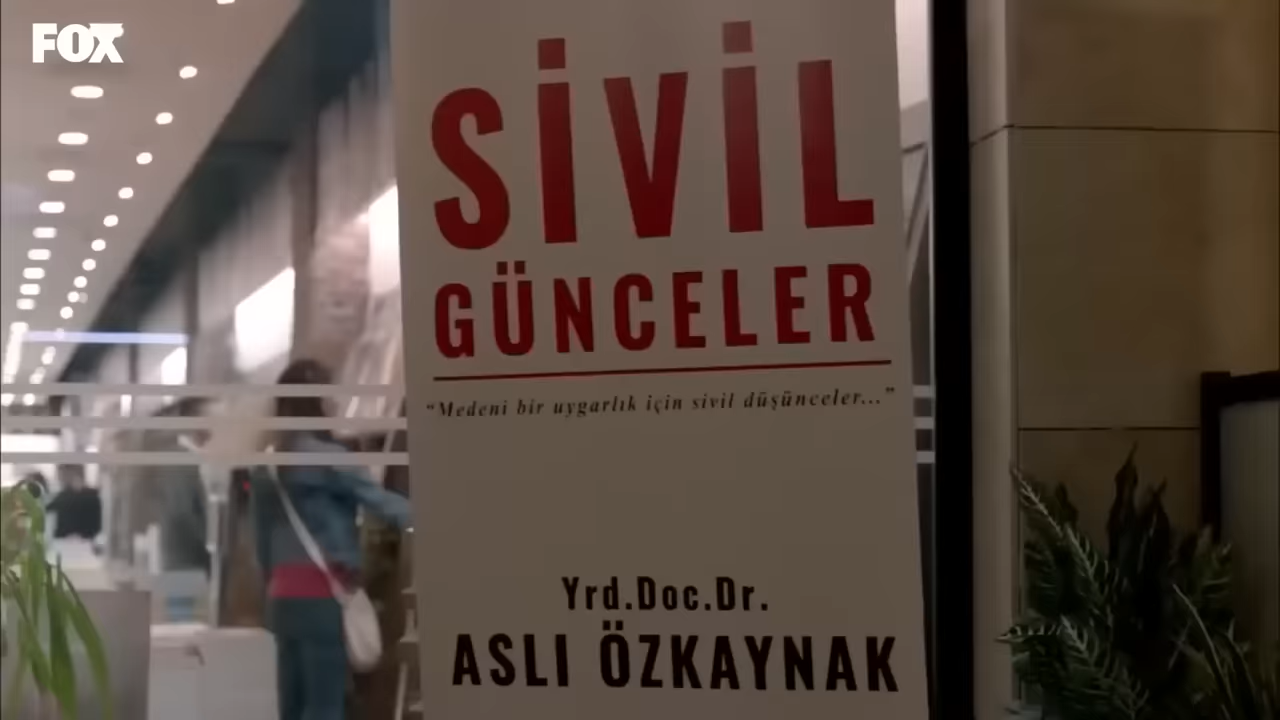 FOX
SİVİL
GÜNCELER
“Medeni bir uygarlık için sivil düşünceler...”
Yrd.Doc.Dr.
ASLI ÖZKAYNAK